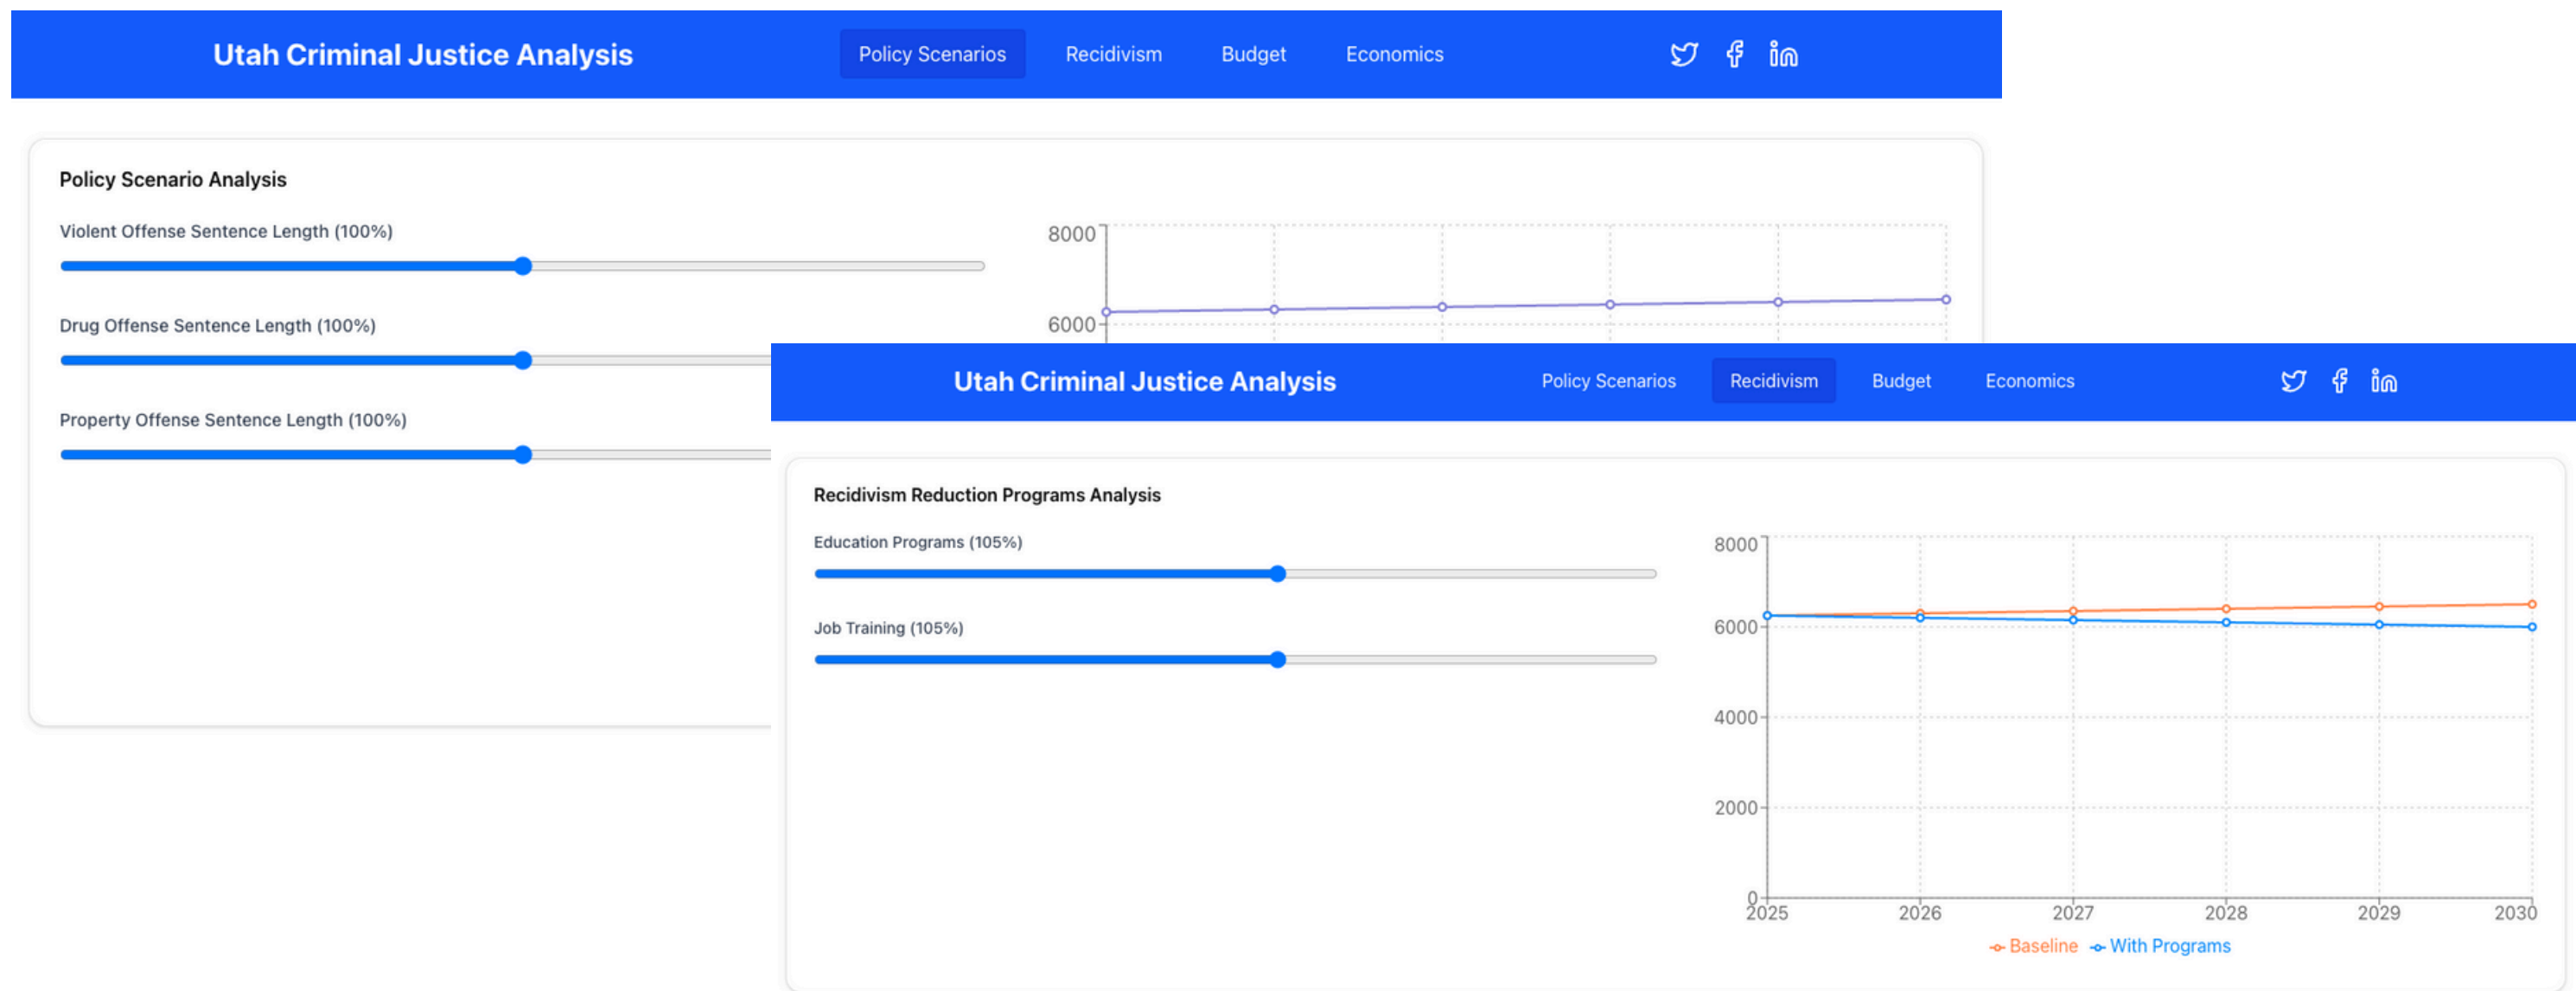 Utah Criminal Justice Analysis Policy Scenarios Recidivism Budget Economics
Policy Scenario Analysis
Violent Offense Sentence Length (100%)
Drug Offense Sentence Length (100%)
Property Offense Sentence Length (100%)
8000
6000
Utah Criminal Justice Analysis Policy Scenarios Recidivism Budget Economics
Recidivism Reduction Programs Analysis
Education Programs (105%)
Job Training (105%)
8000
6000
4000
2000
0
2025 2026 2027 2028 2029 2030
Baseline With Programs